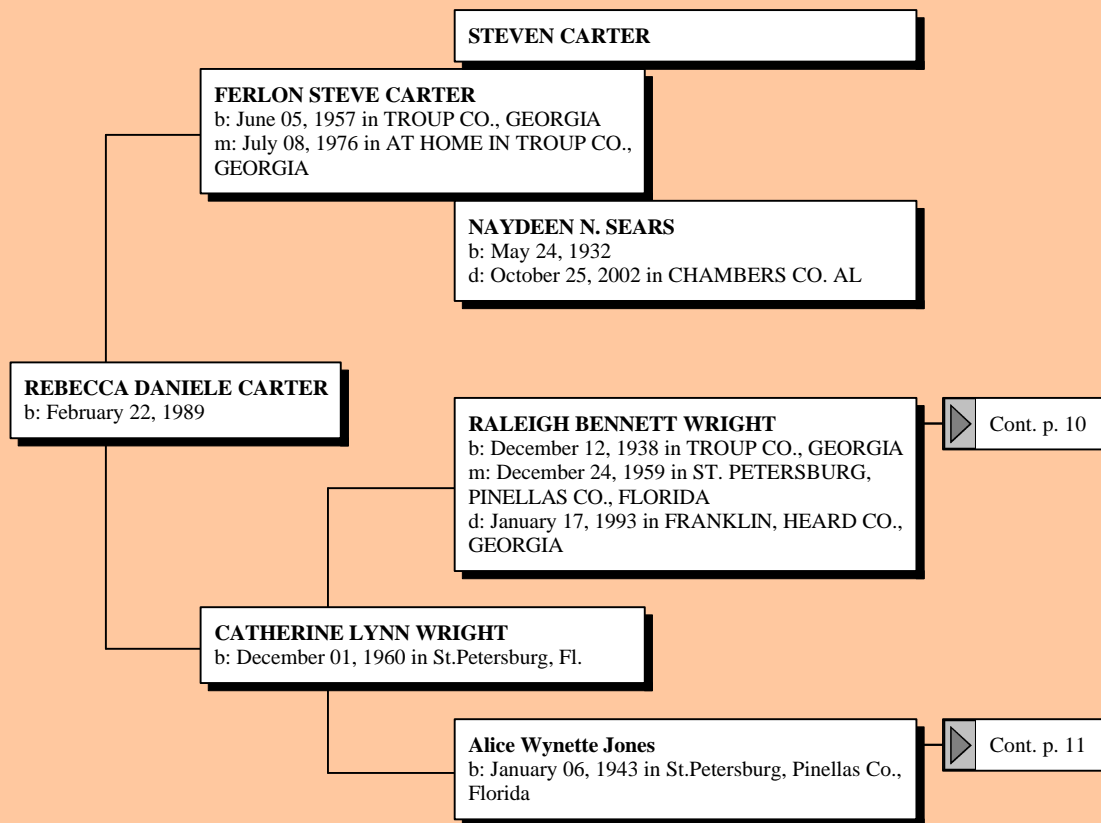 STEVEN CARTER
FERLON STEVE CARTER
b: June 05, 1957 in TROUP CO., GEORGIA
m: July 08, 1976 in AT HOME IN TROUP CO.,
GEORGIA
NAYDEEN N. SEARS
b: May 24, 1932
d: October 25, 2002 in CHAMBERS CO. AL
REBECCA DANIELE CARTER
b: February 22, 1989
RALEIGH BENNETT WRIGHT
b: December 12, 1938 in TROUP CO., GEORGIA
m: December 24, 1959 in ST. PETERSBURG,
PINELLAS CO., FLORIDA
d: January 17, 1993 in FRANKLIN, HEARD CO.,
GEORGIA
Cont. p. 10
CATHERINE LYNN WRIGHT
b: December 01, 1960 in St.Petersburg, Fl.
Alice Wynette Jones
b: January 06, 1943 in St.Petersburg, Pinellas Co.,
Florida
Cont. p. 11